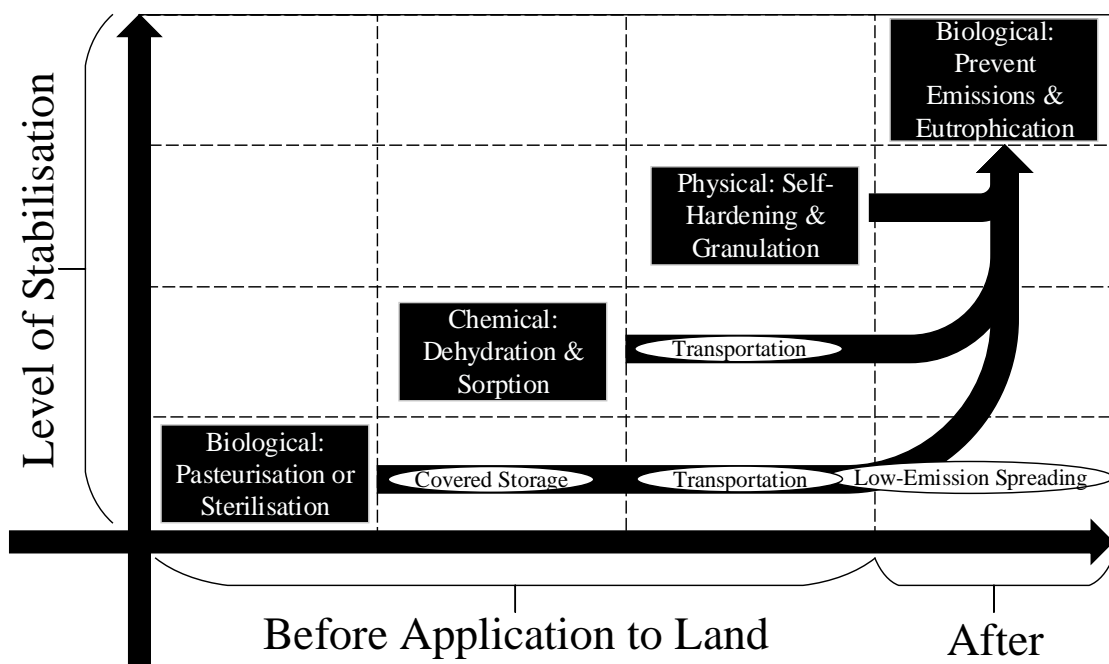 Level of Stabilisation
Biological:
Prevent
Emissions &
Eutrophication
Physical: Self-
Hardening &
Granulation
Chemical:
Dehydration &
Sorption
Transportation
Biological:
Pasteurisation or
Sterilisation
Covered Storage
Transportation
Low-Emission Spreading
Before Application to Land
After